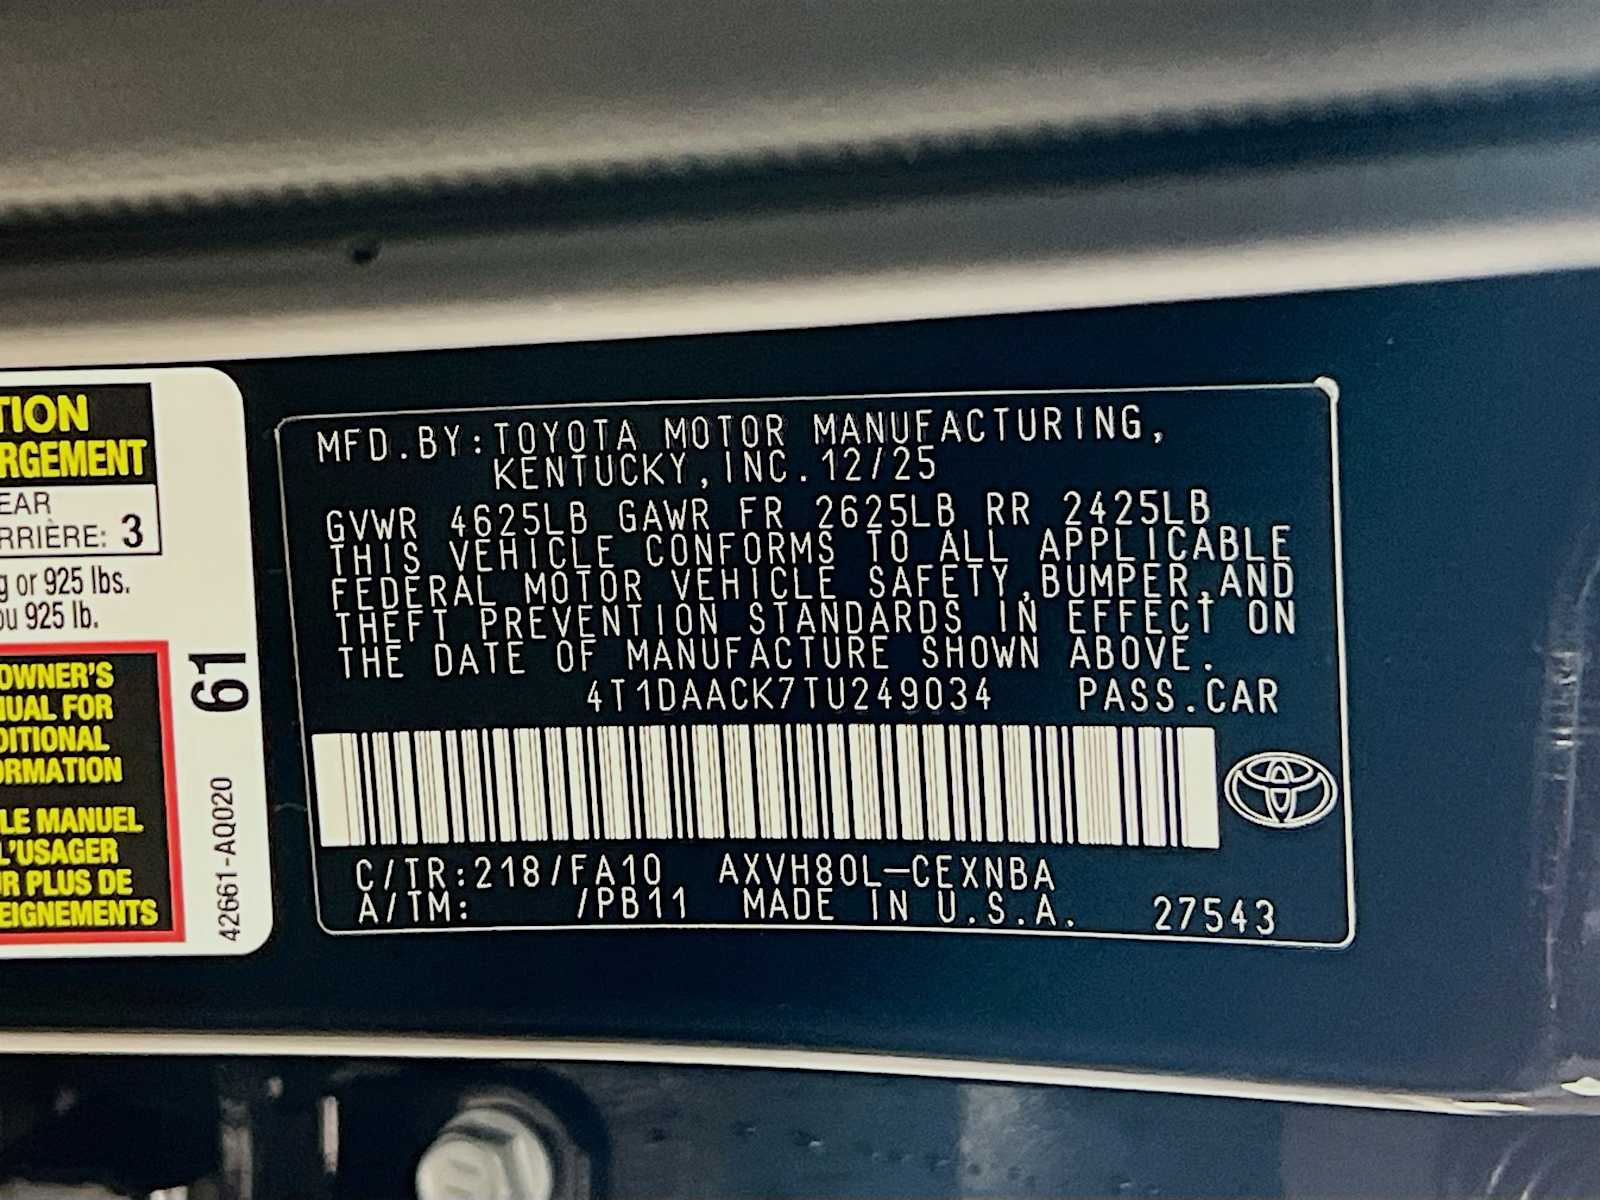 TION
RGEMENT
EAR
RRIÈRE: 3
g or 925 lbs.
ou 925 lb.
OWNER'S
NUAL FOR
DITIONAL
ORMATION
LE MANUEL
L'USAGER
R PLUS DE
EIGNEMENTS
61
42661-AQ020
MFD.BY:TOYOTA MOTOR MANUFACTURING,
KENTUCKY,INC.12/25
GVWR 4625LB GAWR FR 2625LB RR 2425LB
THIS VEHICLE CONFORMS TO ALL APPLICABLE
FEDERAL MOTOR VEHICLE SAFETY,BUMPER,AND
THEFT PREVENTION STANDARDS IN EFFECT ON
THE DATE OF MANUFACTURE SHOWN ABOVE.
4T1DAACK7TU249034 PASS.CAR
C/TR:218/FA10 AXVH80L-CEXNBA
A/TM: /PB11 MADE IN U.S.A. 27543